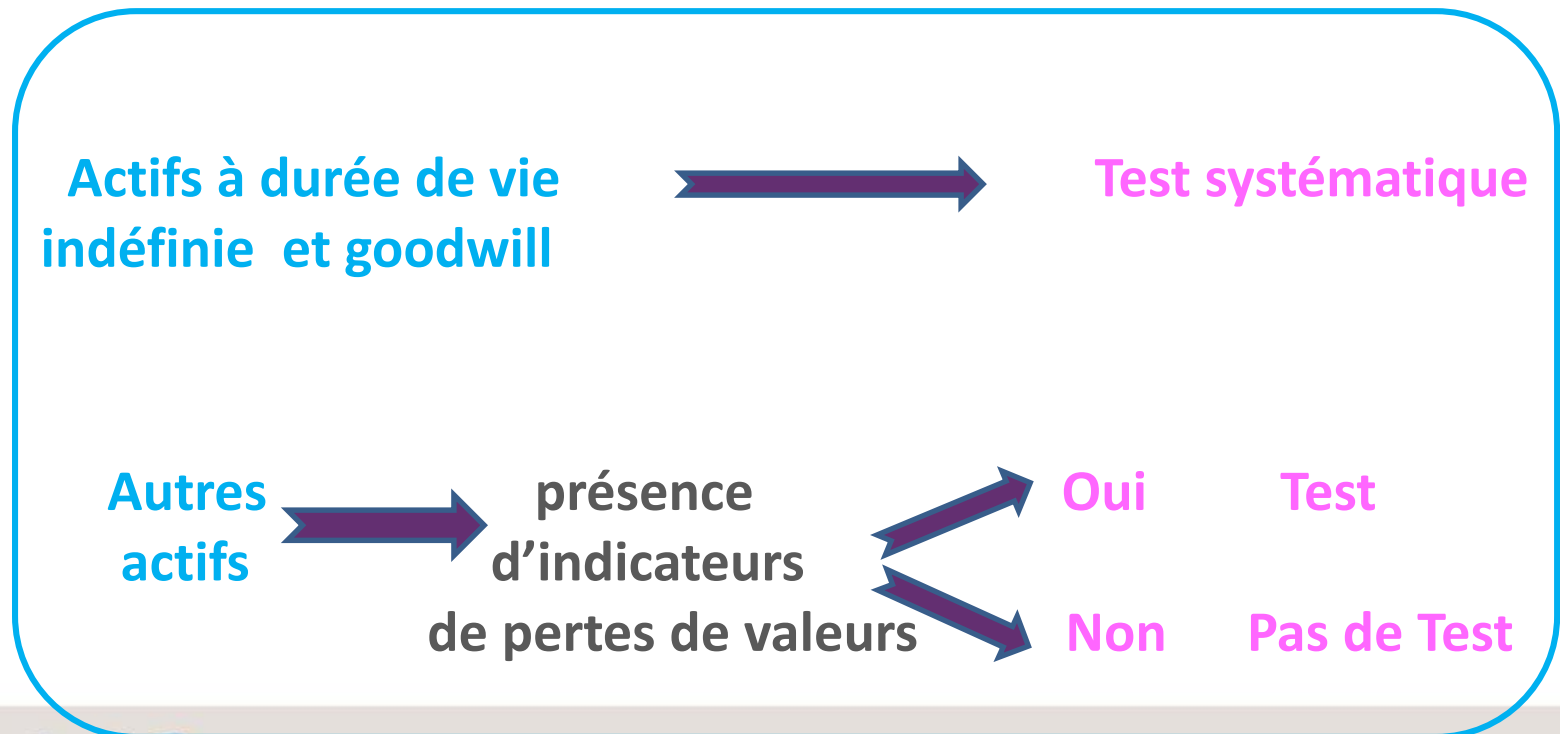 Actifs à durée de vie Test systématique
indéfinie et goodwill
Autres présence Oui Test
actifs d’indicateurs
de pertes de valeurs Non Pas de Test